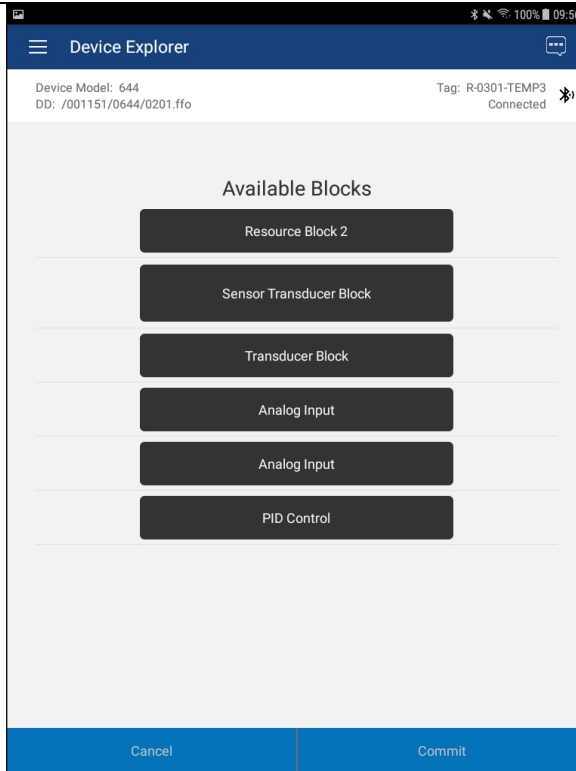 100% 09:56
Device Explorer
Device Model: 644
Tag: R-0301-TEMP3
DD: /001151/0644/0201.ffo
Connected
Available Blocks
Resource Block 2
Sensor Transducer Block
Transducer Block
Analog Input
Analog Input
PID Control
Cancel
Commit